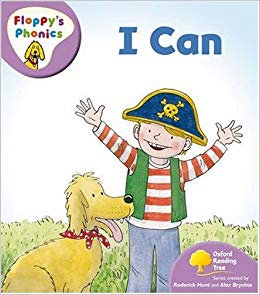 Floppy's
Phonics
I Can
Oxford
Reading
Tree
Series created by
Roderick Hunt and Alex Brychta